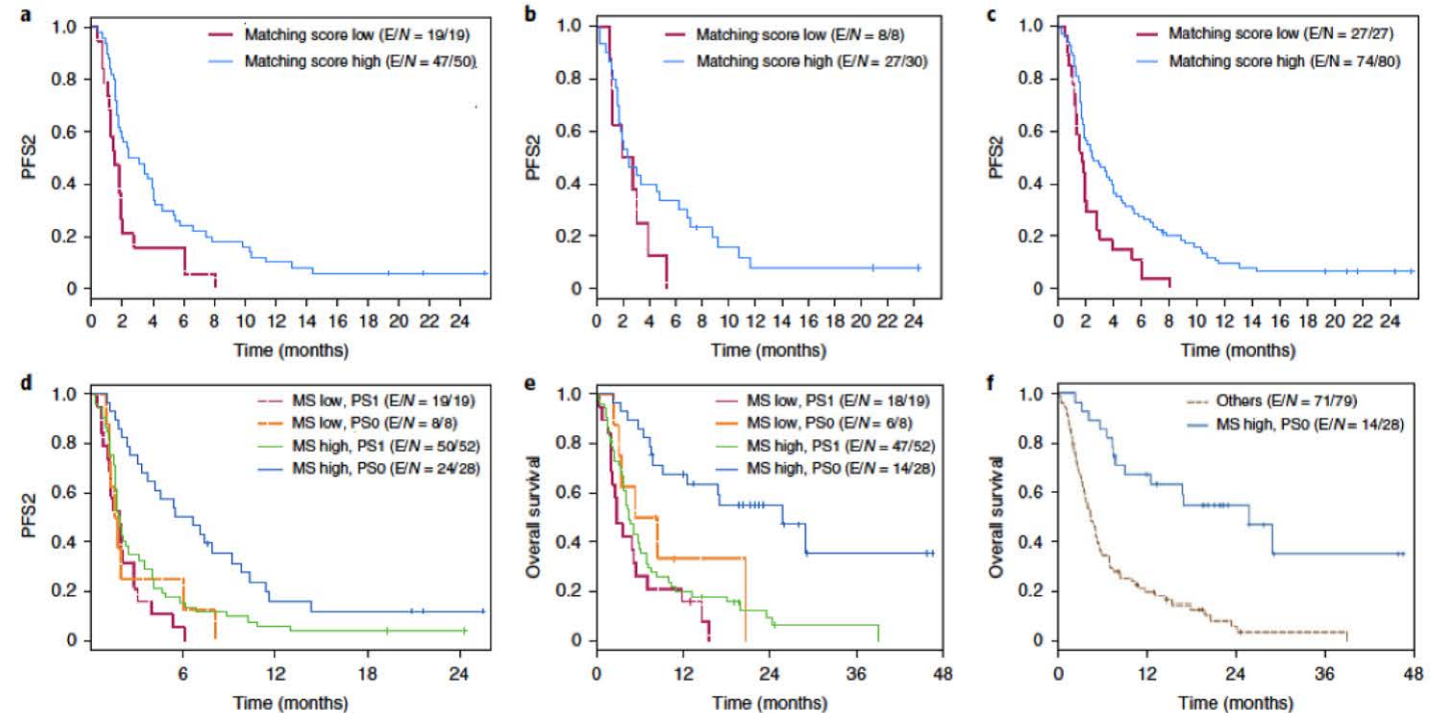 a
1.0
0.8
0.6
0.4
0.2
0
PFS2
Matching score low (E/N = 19/19)
Matching score high (E/N = 47/50)
0 2 4 6 8 10 12 14 16 18 20 22 24
Time (months)
b
1.0
0.8
0.6
0.4
0.2
0
PFS2
Matching score low (E/N = 8/8)
Matching score high (E/N = 27/30)
0 2 4 6 8 10 12 14 16 18 20 22 24
Time (months)
c
1.0
0.8
0.6
0.4
0.2
0
PFS2
Matching score low (E/N = 27/27)
Matching score high (E/N = 74/80)
0 2 4 6 8 10 12 14 16 18 20 22 24
Time (months)
d
1.0
0.8
0.6
0.4
0.2
0
PFS2
MS low, PS1 (E/N = 19/19)
MS low, PS0 (E/N = 8/8)
MS high, PS1 (E/N = 50/52)
MS high, PS0 (E/N = 24/28)
6 12 18 24
Time (months)
e
1.0
0.8
0.6
0.4
0.2
0
Overall survival
MS low, PS1 (E/N = 18/19)
MS low, PS0 (E/N = 6/8)
MS high, PS1 (E/N = 47/52)
MS high, PS0 (E/N = 14/28)
0 12 24 36 48
Time (months)
f
1.0
0.8
0.6
0.4
0.2
0
Overall survival
Others (E/N = 71/79)
MS high, PS0 (E/N = 14/28)
0 12 24 36 48
Time (months)